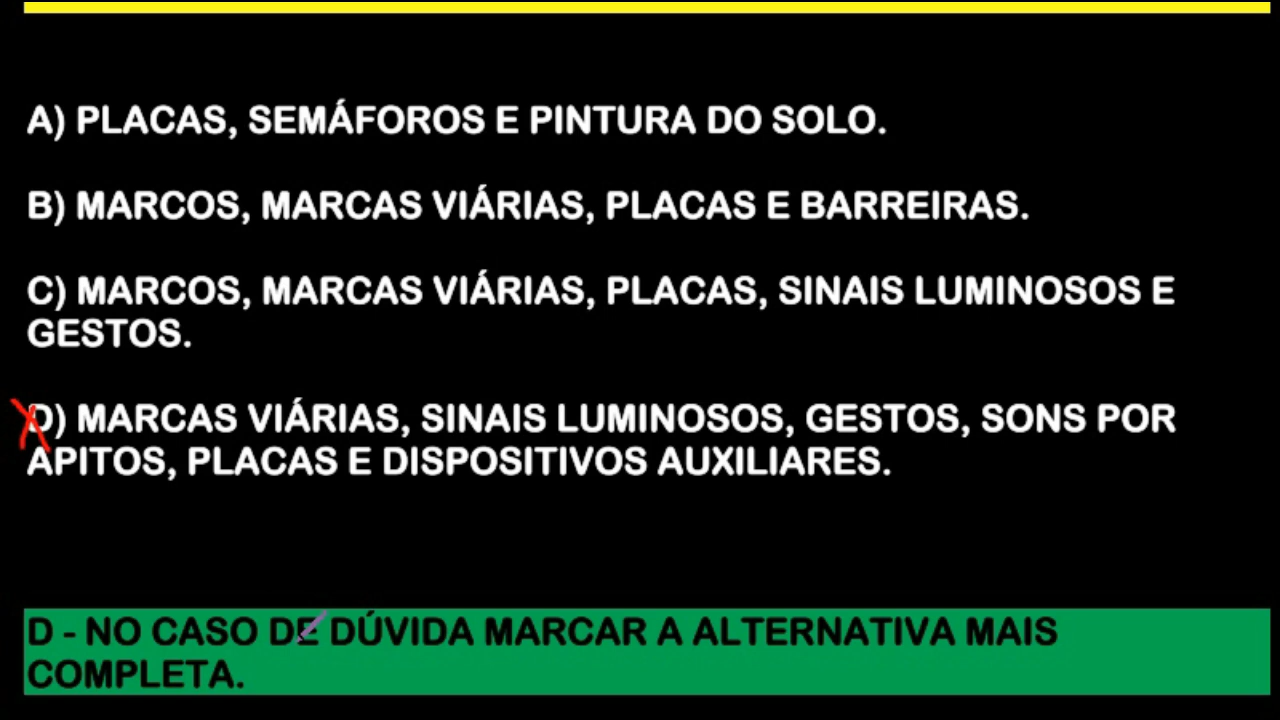 A) PLACAS, SEMÁFOROS E PINTURA DO SOLO.
B) MARCOS, MARCAS VIÁRIAS, PLACAS E BARREIRAS.
C) MARCOS, MARCAS VIÁRIAS, PLACAS, SINAIS LUMINOSOS E
GESTOS.
D) MARCAS VIÁRIAS, SINAIS LUMINOSOS, GESTOS, SONS POR
APITOS, PLACAS E DISPOSITIVOS AUXILIARES.
D - NO CASO DE DÚVIDA MARCAR A ALTERNATIVA MAIS
COMPLETA.